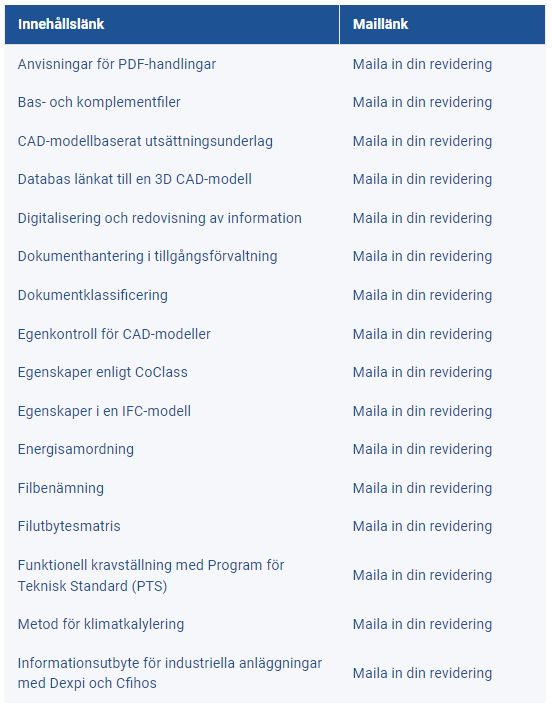 Innehållslänk Maillänk
Anvisningar för PDF-handlingar Maila in din revidering
Bas- och komplementfiler Maila in din revidering
CAD-modellbaserat utsättningsunderlag Maila in din revidering
Databas länkat till en 3D CAD-modell Maila in din revidering
Digitalisering och redovisning av information Maila in din revidering
Dokumenthantering i tillgångsförvaltning Maila in din revidering
Dokumentklassificering Maila in din revidering
Egenkontroll för CAD-modeller Maila in din revidering
Egenskaper enligt CoClass Maila in din revidering
Egenskaper i en IFC-modell Maila in din revidering
Energisamordning Maila in din revidering
Filbenämning Maila in din revidering
Filutbytesmatris Maila in din revidering
Funktionell kravställning med Program för
Teknisk Standard (PTS) Maila in din revidering
Metod för klimatkalylering Maila in din revidering
Informationsutbyte för industriella anläggningar
med Dexpi och Cfihos Maila in din revidering